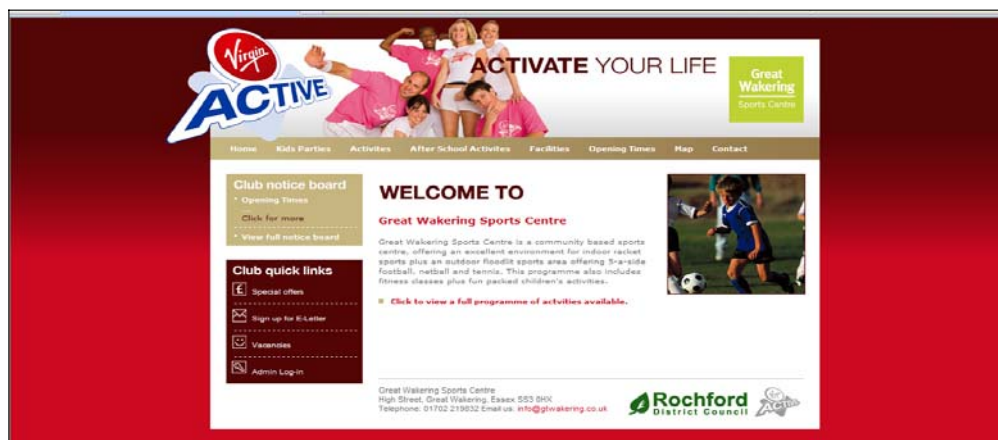 Virgin
ACTIVE
ACTIVATE YOUR LIFE
Great
Wakering
Sports Centre
Home Kids Parties Activites After School Activites Facilities Opening Times Map Contact
Club notice board
Opening Times
Click for more
View full notice board
Club quick links
£ Special offers
Sign up for E-Letter
Vacancies
Admin Log-in
WELCOME TO
Great Wakering Sports Centre
Great Wakering Sports Centre is a community based sports
centre, offering an excellent environment for indoor racket
sports plus an outdoor floodlit sports area offering 5-a-side
football, netball and tennis. This programme also includes
fitness classes plus fun packed children's activities.
Click to view a full programme of activities available.
Great Wakering Sports Centre
High Street, Great Wakering, Essex SS3 0HX
Telephone: 01702 219832 Email us: info@gtwakering.co.uk
Rochford
District Council
ACTIVE